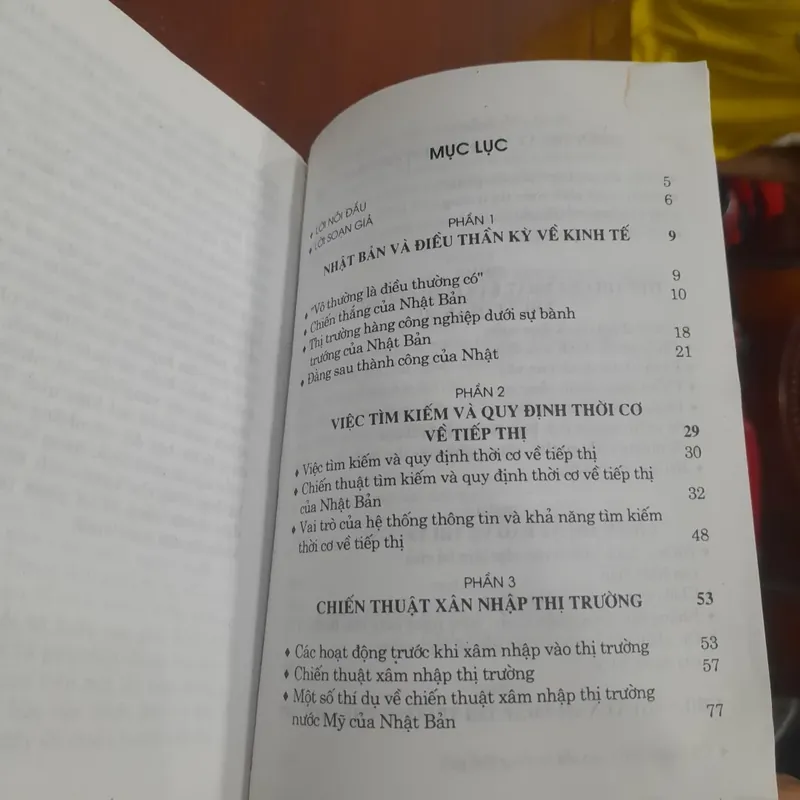 MỤC LỤC
♦ LỜI NÓI ĐẦU 5
♦ LỜI SOẠN GIẢ 6
PHẦN 1
NHẬT BẢN VÀ ĐIỀU THẦN KỲ VỀ KINH TẾ 9
♦ "Vô thường là điều thường có" 9
♦ Chiến thắng của Nhật Bản 10
♦ Thị trường hàng công nghiệp dưới sự bành
trướng của Nhật Bản 18
♦ Đàng sau thành công của Nhật 21
PHẦN 2
VIỆC TÌM KIẾM VÀ QUY ĐỊNH THỜI CƠ
VỀ TIẾP THỊ 29
♦ Việc tìm kiếm và quy định thời cơ về tiếp thị 30
♦ Chiến thuật tìm kiếm và quy định thời cơ về tiếp thị
của Nhật Bản 32
♦ Vai trò của hệ thống thông tin và khả năng tìm kiếm
thời cơ về tiếp thị 48
PHẦN 3
CHIẾN THUẬT XÂN NHẬP THỊ TRƯỜNG 53
♦ Các hoạt động trước khi xâm nhập vào thị trường 53
♦ Chiến thuật xâm nhập thị trường 57
♦ Một số thí dụ về chiến thuật xâm nhập thị trường
nước Mỹ của Nhật Bản 77